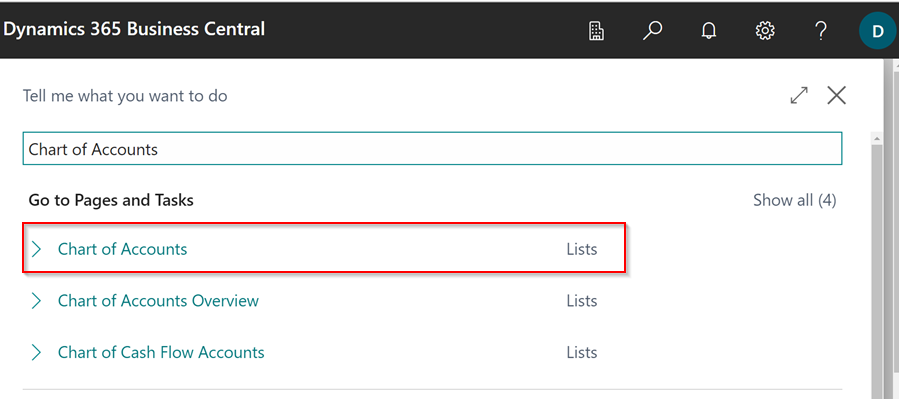 Dynamics 365 Business Central
D
Tell me what you want to do
Chart of Accounts
Go to Pages and Tasks Show all (4)
Chart of Accounts Lists
Chart of Accounts Overview Lists
Chart of Cash Flow Accounts Lists